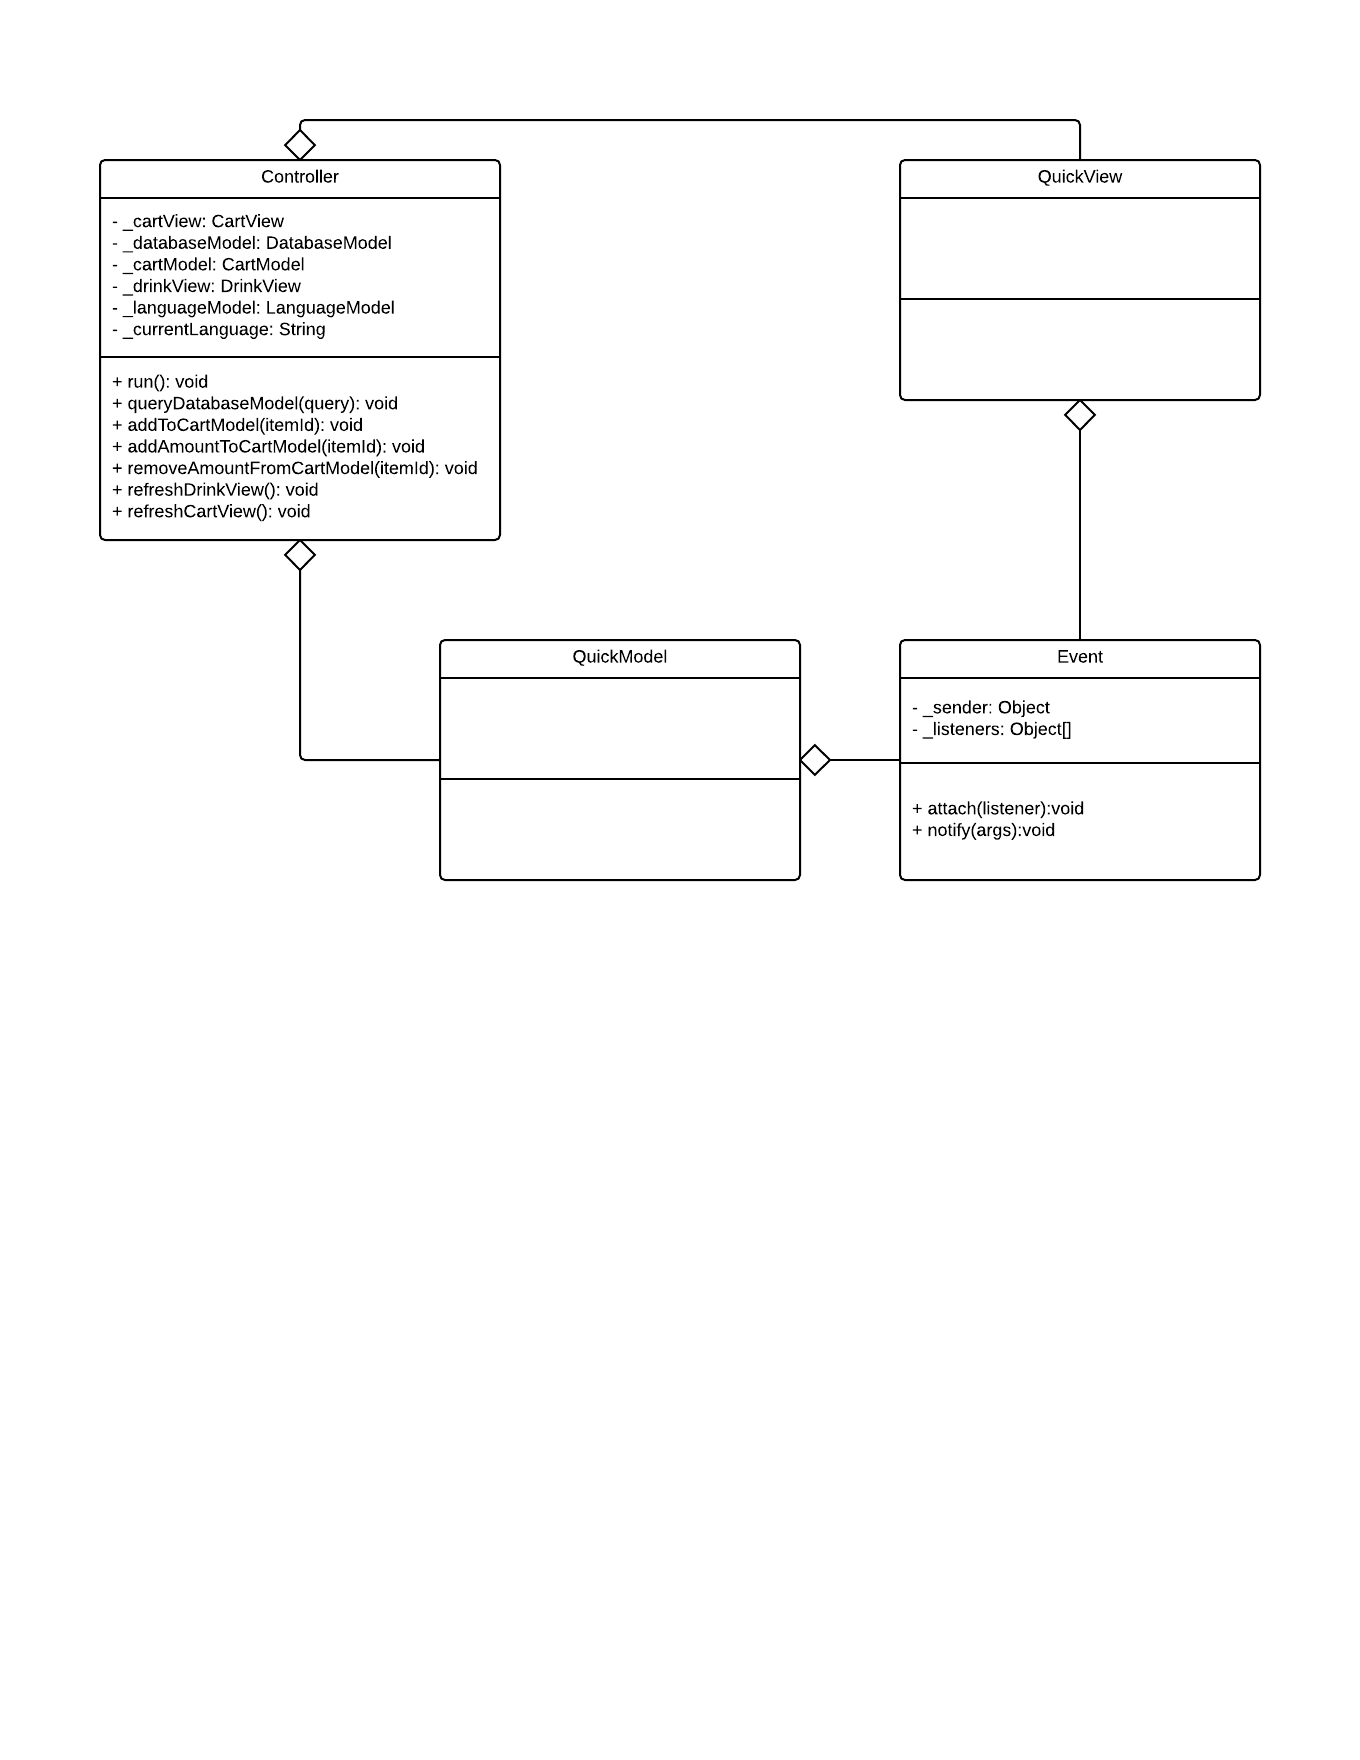 Controller
- _cartView: CartView
- _databaseModel: DatabaseModel
- _cartModel: CartModel
- _drinkView: DrinkView
- _languageModel: LanguageModel
- _currentLanguage: String
+ run(): void
+ queryDatabaseModel(query): void
+ addToCartModel(itemId): void
+ addAmountToCartModel(itemId): void
+ removeAmountFromCartModel(itemId): void
+ refreshDrinkView(): void
+ refreshCartView(): void
QuickView
QuickModel
Event
- _sender: Object
- _listeners: Object[]
+ attach(listener):void
+ notify(args):void